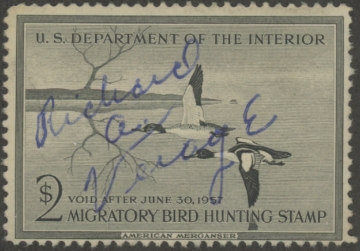 U. S. DEPARTMENT OF THE INTERIOR
Richard
$2
VOID AFTER JUNE 30, 1957
MIGRATORY BIRD HUNTING STAMP
AMERICAN MERGANSER